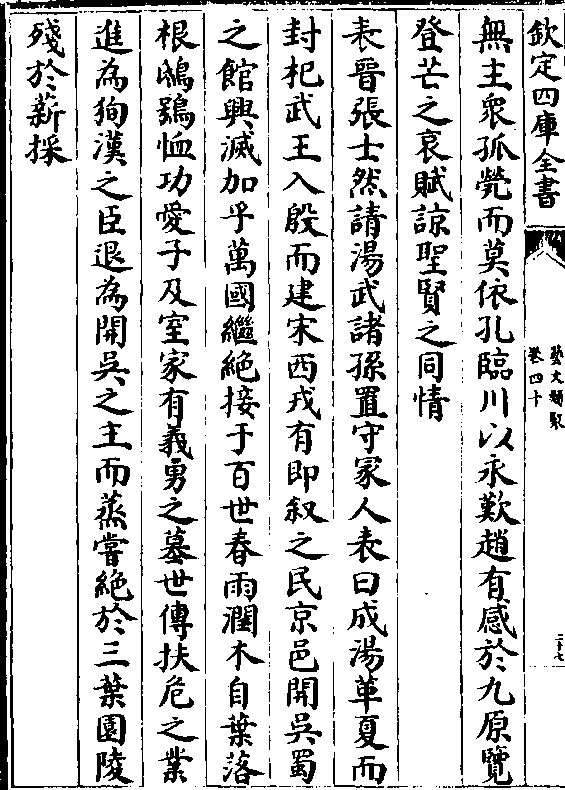 欽定四庫全書
藝文類聚
卷四十
二十七
無主衆孤煢而莫依孔臨川以永歎趙有感於九原覽
登芒之哀賦諒聖賢之同情
表晉張士然請湯武諸孫置守冢人表曰成湯革夏而
封杞武王入殷而建宋西戎有即叙之民京邑開吳蜀
之館興滅加乎萬國繼絶接于百世春雨潤木自葉落
根鴟鴞恤功愛子及室家有義勇之墓世傳扶危之業
進為狥漢之臣退為開吳之主而蒸嘗絶於三葉園陵
殘於薪採